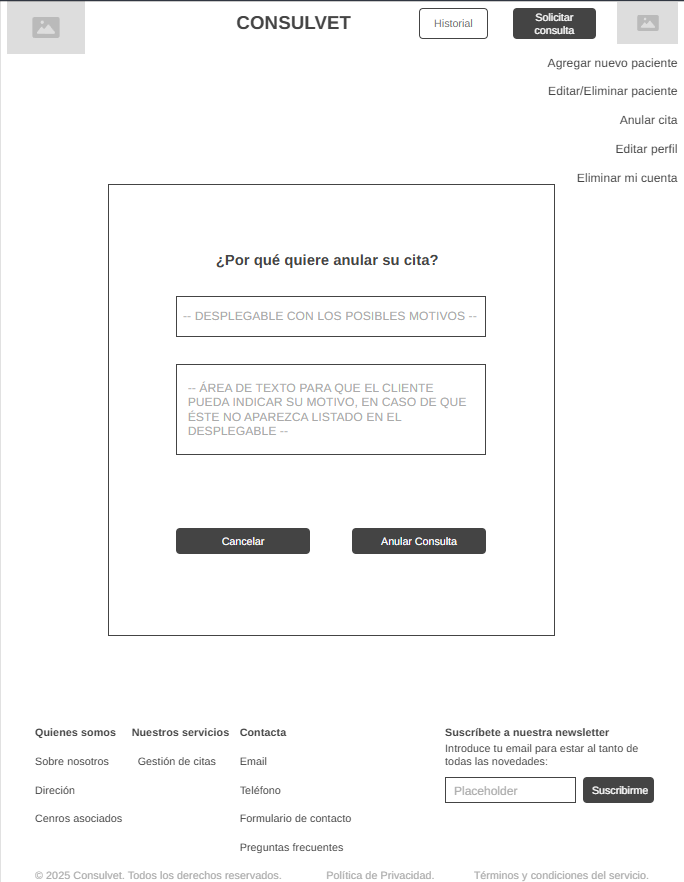 CONSULVET
Historial
Solicitar
consulta
Agregar nuevo paciente
Editar/Eliminar paciente
Anular cita
Editar perfil
Eliminar mi cuenta
¿Por qué quiere anular su cita?
-- DESPLEGABLE CON LOS POSIBLES MOTIVOS --
-- ÁREA DE TEXTO PARA QUE EL CLIENTE
PUEDA INDICAR SU MOTIVO, EN CASO DE QUE
ÉSTE NO APAREZCA LISTADO EN EL
DESPLEGABLE --
Cancelar
Anular Consulta
Quienes somos
Sobre nosotros
Direción
Cenros asociados
Nuestros servicios
Gestión de citas
Contacta
Email
Teléfono
Formulario de contacto
Preguntas frecuentes
Suscríbete a nuestra newsletter
Introduce tu email para estar al tanto de
todas las novedades:
Placeholder
Suscribirme
© 2025 Consulvet. Todos los derechos reservados.
Política de Privacidad.
Términos y condiciones del servicio.